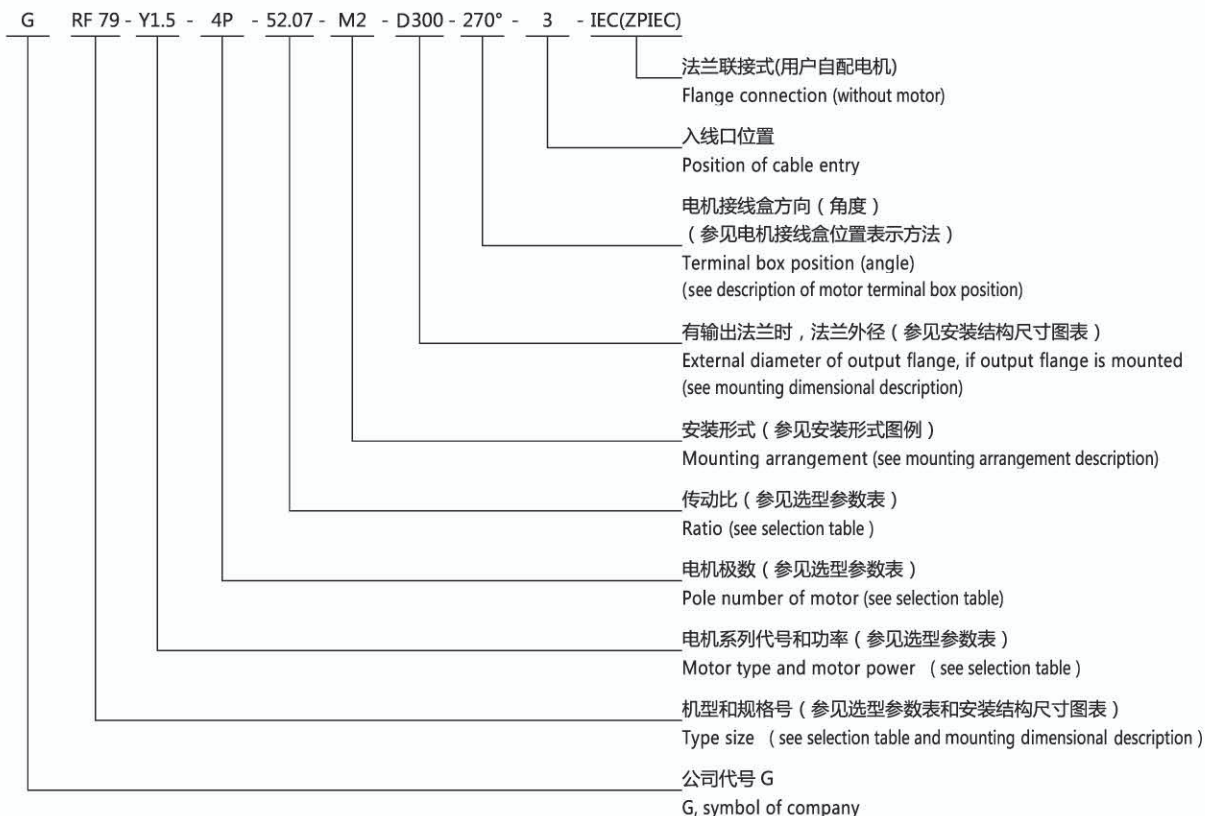 G RF 79 - Y1.5 - 4P - 52.07 - M2 - D300 - 270° - 3 - IEC(ZPIEC)
法兰联接式(用户自配电机)
Flange connection (without motor)
入线口位置
Position of cable entry
电机接线盒方向(角度)
(参见电机接线盒位置表示方法)
Terminal box position (angle)
(see description of motor terminal box position)
有输出法兰时,法兰外径(参见安装结构尺寸图表)
External diameter of output flange, if output flange is mounted
(see mounting dimensional description)
安装形式(参见安装形式图例)
Mounting arrangement (see mounting arrangement description)
传动比(参见选型参数表)
Ratio (see selection table )
电机极数(参见选型参数表)
Pole number of motor (see selection table)
电机系列代号和功率(参见选型参数表)
Motor type and motor power ( see selection table )
机型和规格号(参见选型参数表和安装结构尺寸图表)
Type size ( see selection table and mounting dimensional description )
公司代号 G
G, symbol of company